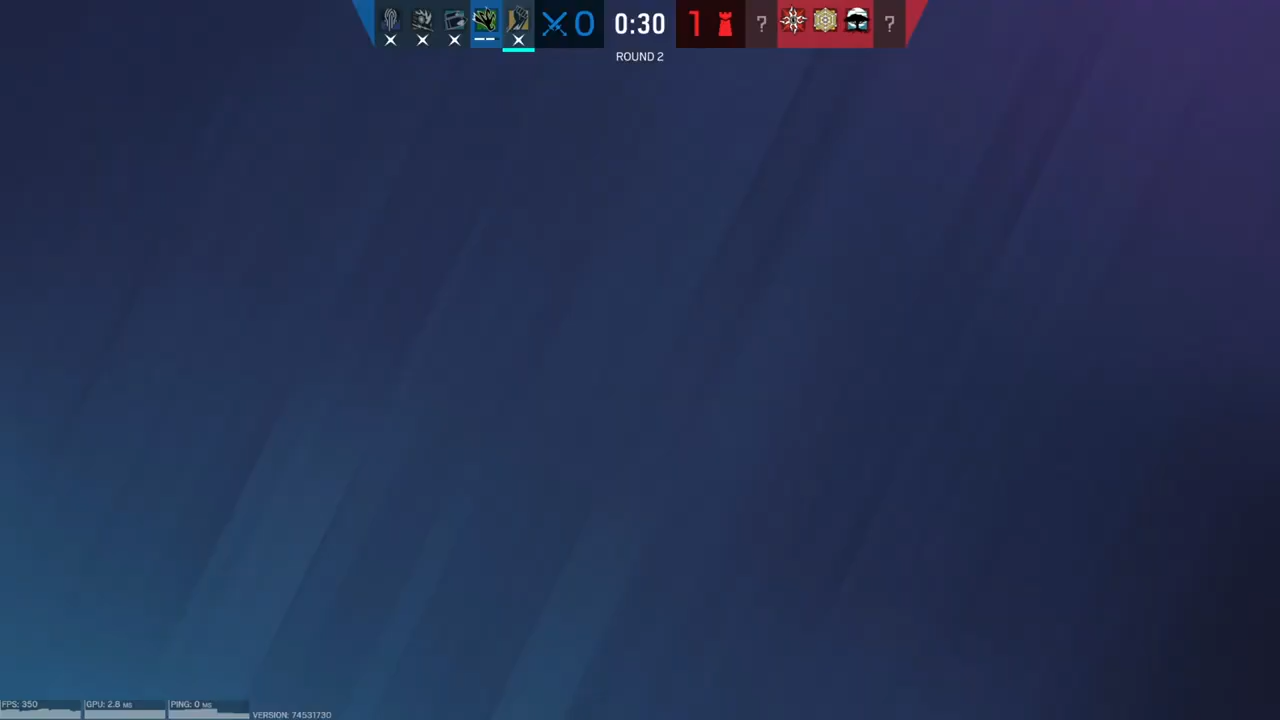 0 0:30 1 ? ?
ROUND 2
FPS: 350 GPU: 2.8 MS PING: 0 MS VERSION: 74531730